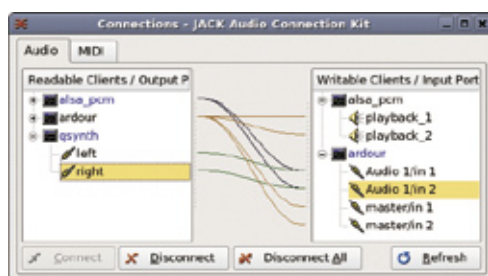 Connections - JACK Audio Connection Kit
Audio
MIDI
Readable Clients / Output P
Writable Clients / Input Port
alsa_pcm
ardour
qsynth
left
right
alsa_pcm
playback_1
playback_2
ardour
Audio 1/in 1
Audio 1/in 2
master/in 1
master/in 2
Connect
Disconnect
Disconnect All
Refresh